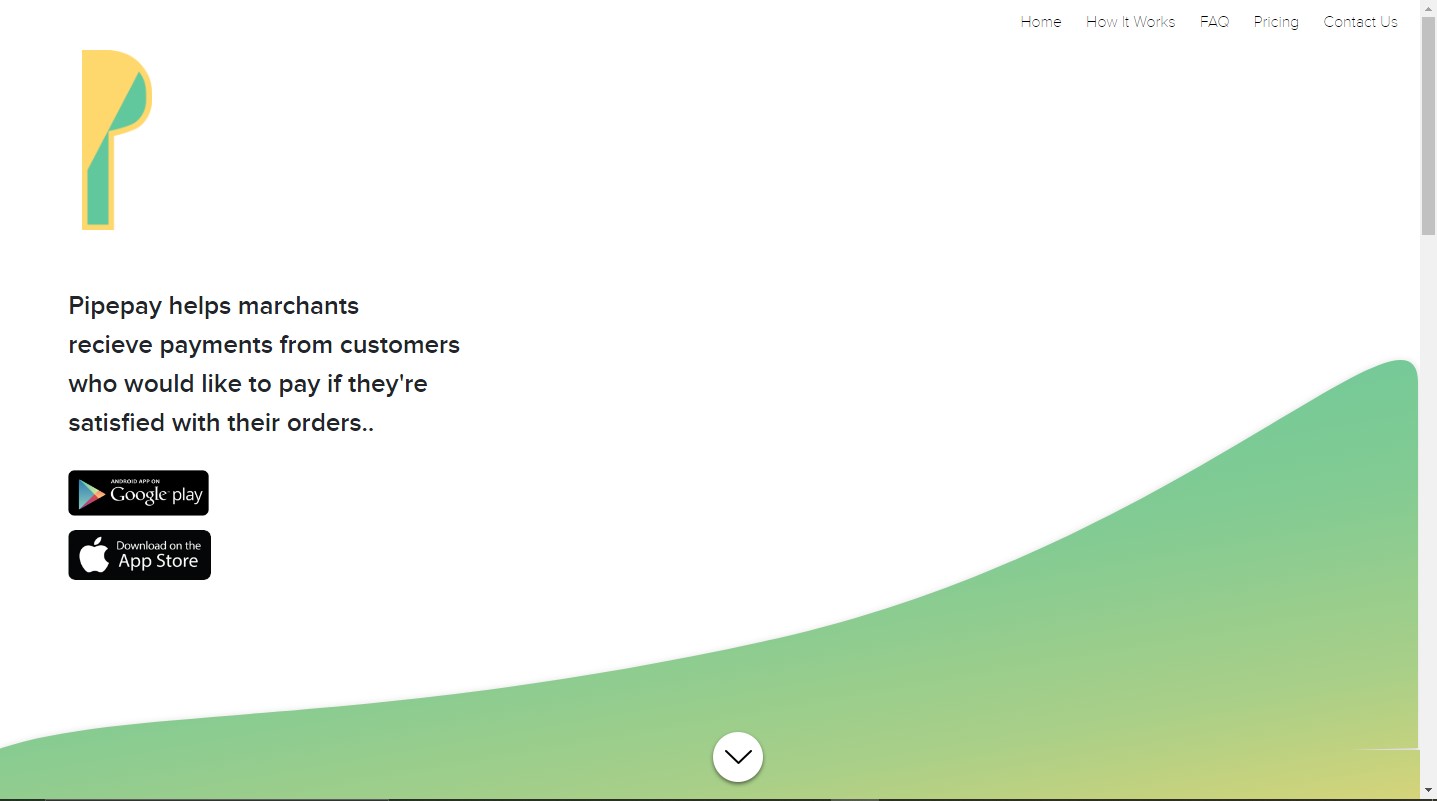 Home How It Works FAQ Pricing Contact Us
Pipepay helps marchants
recieve payments from customers
who would like to pay if they're
satisfied with their orders..
ANDROID APP ON
Google play
Download on the
App Store